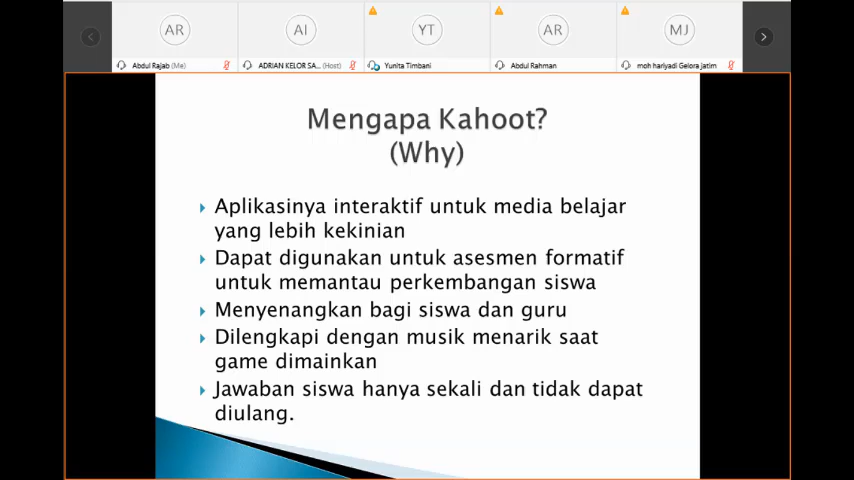 AR
AI
YT
AR
MJ
Abdul Rajab (Me)
ADRIAN KELOR SA... (Host)
Yunita Timbani
Abdul Rahman
moh hariyadi Gelora jatim
Mengapa Kahoot?
(Why)
Aplikasinya interaktif untuk media belajar
yang lebih kekinian
Dapat digunakan untuk asesmen formatif
untuk memantau perkembangan siswa
Menyenangkan bagi siswa dan guru
Dilengkapi dengan musik menarik saat
game dimainkan
Jawaban siswa hanya sekali dan tidak dapat
diulang.